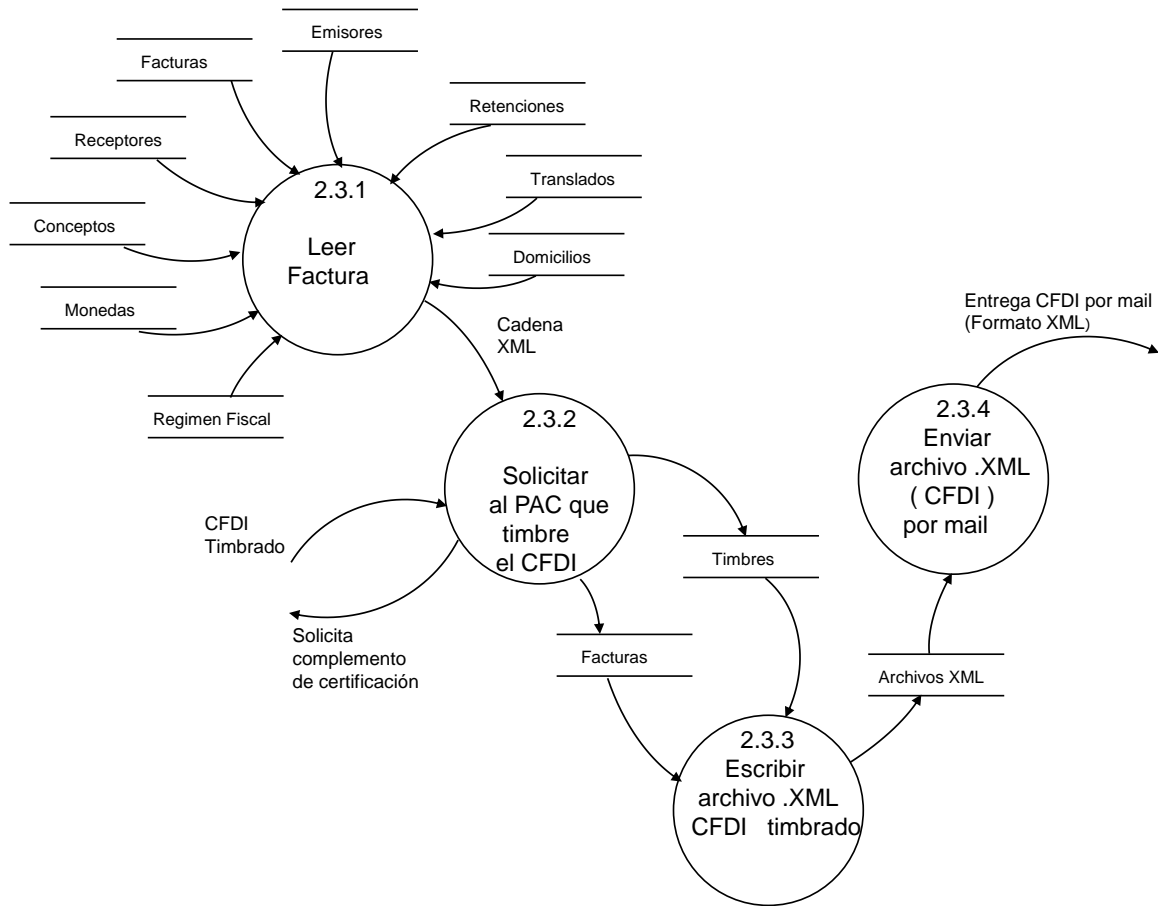 Emisores
Facturas
Retenciones
Receptores
Translados
2.3.1
Conceptos
Leer
Factura
Domicilios
Monedas
Cadena
XML
Regimen Fiscal
Entrega CFDI por mail
(Formato XML)
2.3.2
Solicitar
al PAC que
timbre
el CFDI
2.3.4
Enviar
archivo .XML
( CFDI )
por mail
CFDI
Timbrado
Timbres
Solicita
complemento
de certificación
Facturas
Archivos XML
2.3.3
Escribir
archivo .XML
CFDI timbrado